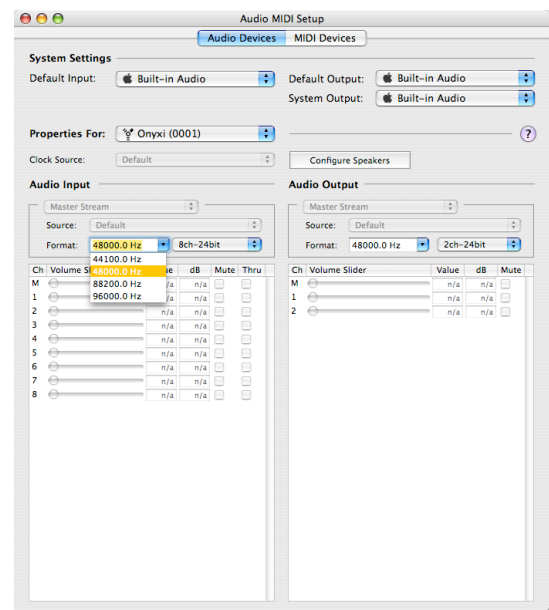 Audio MIDI Setup
Audio Devices MIDI Devices
System Settings
Default Input: Built-in Audio Default Output: Built-in Audio
System Output: Built-in Audio
Properties For: Onyxi (0001) ?
Clock Source: Default Configure Speakers
Audio Input Audio Output
Master Stream Master Stream
Source: Default Source: Default
Format: 48000.0 Hz 8ch-24bit Format: 48000.0 Hz 2ch-24bit
44100.0 Hz
48000.0 Hz
88200.0 Hz
96000.0 Hz
Ch Volume Sl ue dB Mute Thru Ch Volume Slider Value dB Mute
M n/a n/a M n/a n/a
1 n/a n/a 1 n/a n/a
2 n/a n/a 2 n/a n/a
3 n/a n/a
4 n/a n/a
5 n/a n/a
6 n/a n/a
7 n/a n/a
8 n/a n/a